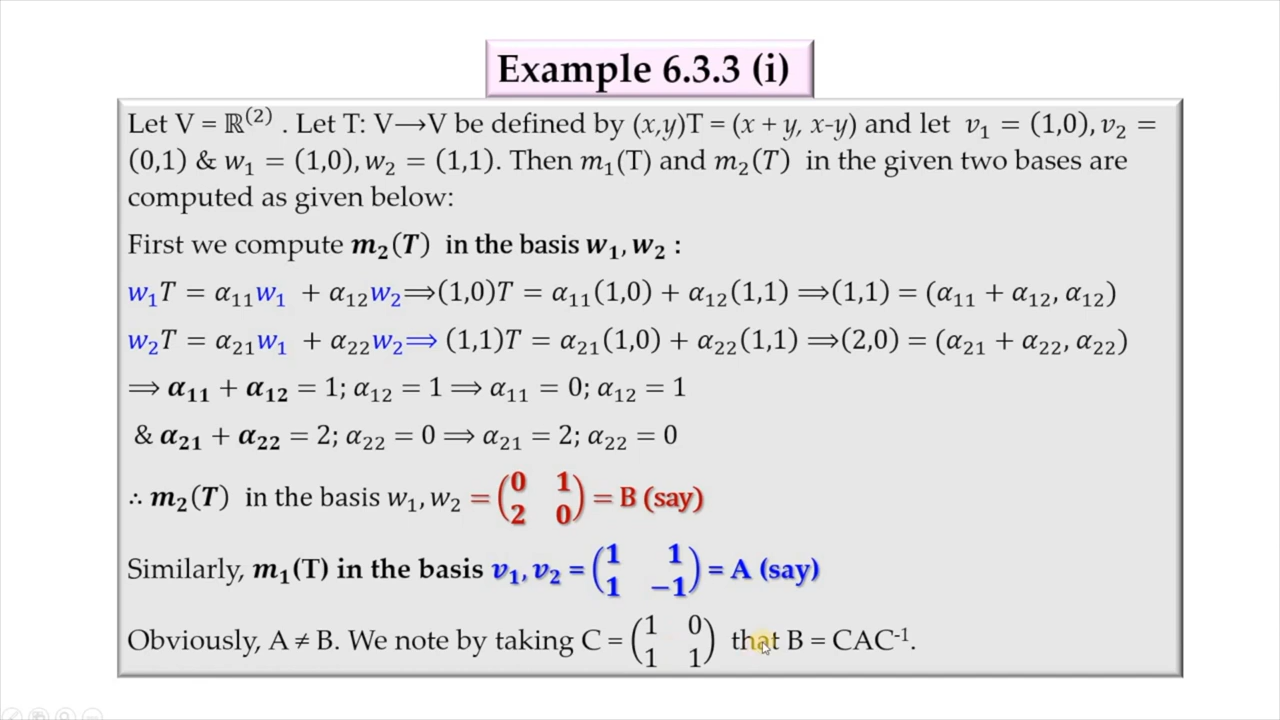 Example 6.3.3 (i)
Let V = ℝ⁽²⁾ . Let T: V⟶V be defined by (x,y)T = (x + y, x-y) and let v₁ = (1,0), v₂ =
(0,1) & w₁ = (1,0), w₂ = (1,1). Then m₁(T) and m₂(T) in the given two bases are
computed as given below:
First we compute m₂(T) in the basis w₁, w₂ :
w₁T = α₁₁w₁ + α₁₂w₂⟹(1,0)T = α₁₁(1,0) + α₁₂(1,1) ⟹(1,1) = (α₁₁ + α₁₂, α₁₂)
w₂T = α₂₁w₁ + α₂₂w₂⟹ (1,1)T = α₂₁(1,0) + α₂₂(1,1) ⟹(2,0) = (α₂₁ + α₂₂, α₂₂)
⟹ α₁₁ + α₁₂ = 1; α₁₂ = 1 ⟹ α₁₁ = 0; α₁₂ = 1
& α₂₁ + α₂₂ = 2; α₂₂ = 0 ⟹ α₂₁ = 2; α₂₂ = 0
∴ m₂(T) in the basis w₁, w₂ = (0 1 2 0) = B (say)
Similarly, m₁(T) in the basis v₁, v₂ = (1 1 1 −1) = A (say)
Obviously, A ≠ B. We note by taking C = (1 0 1 1) that B = CAC⁻¹.